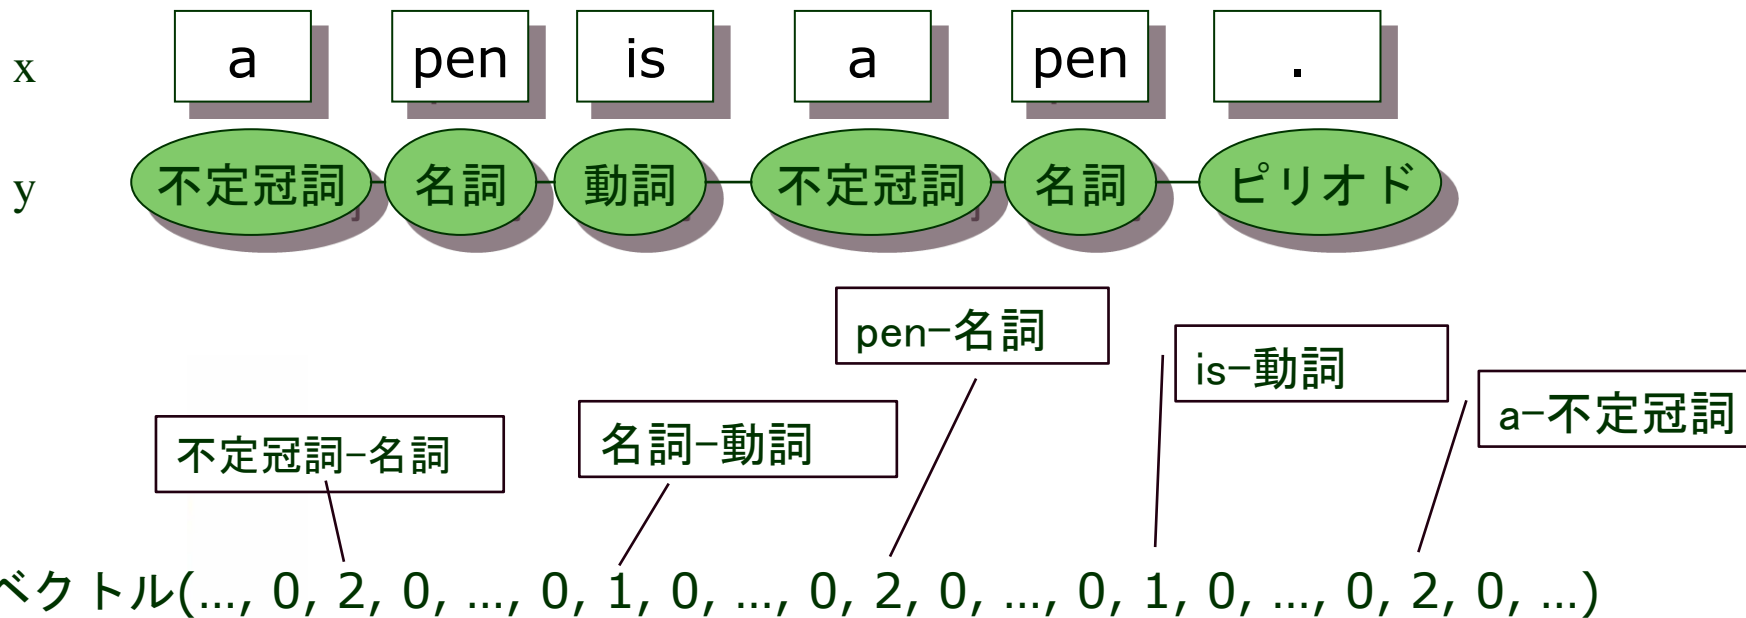 x a pen is a pen .
y 不定冠詞 名詞 動詞 不定冠詞 名詞 ピリオド
pen-名詞
is-動詞
a-不定冠詞
不定冠詞-名詞
名詞-動詞
ベクトル(…, 0, 2, 0, …, 0, 1, 0, …, 0, 2, 0, …, 0, 1, 0, …, 0, 2, 0, …)